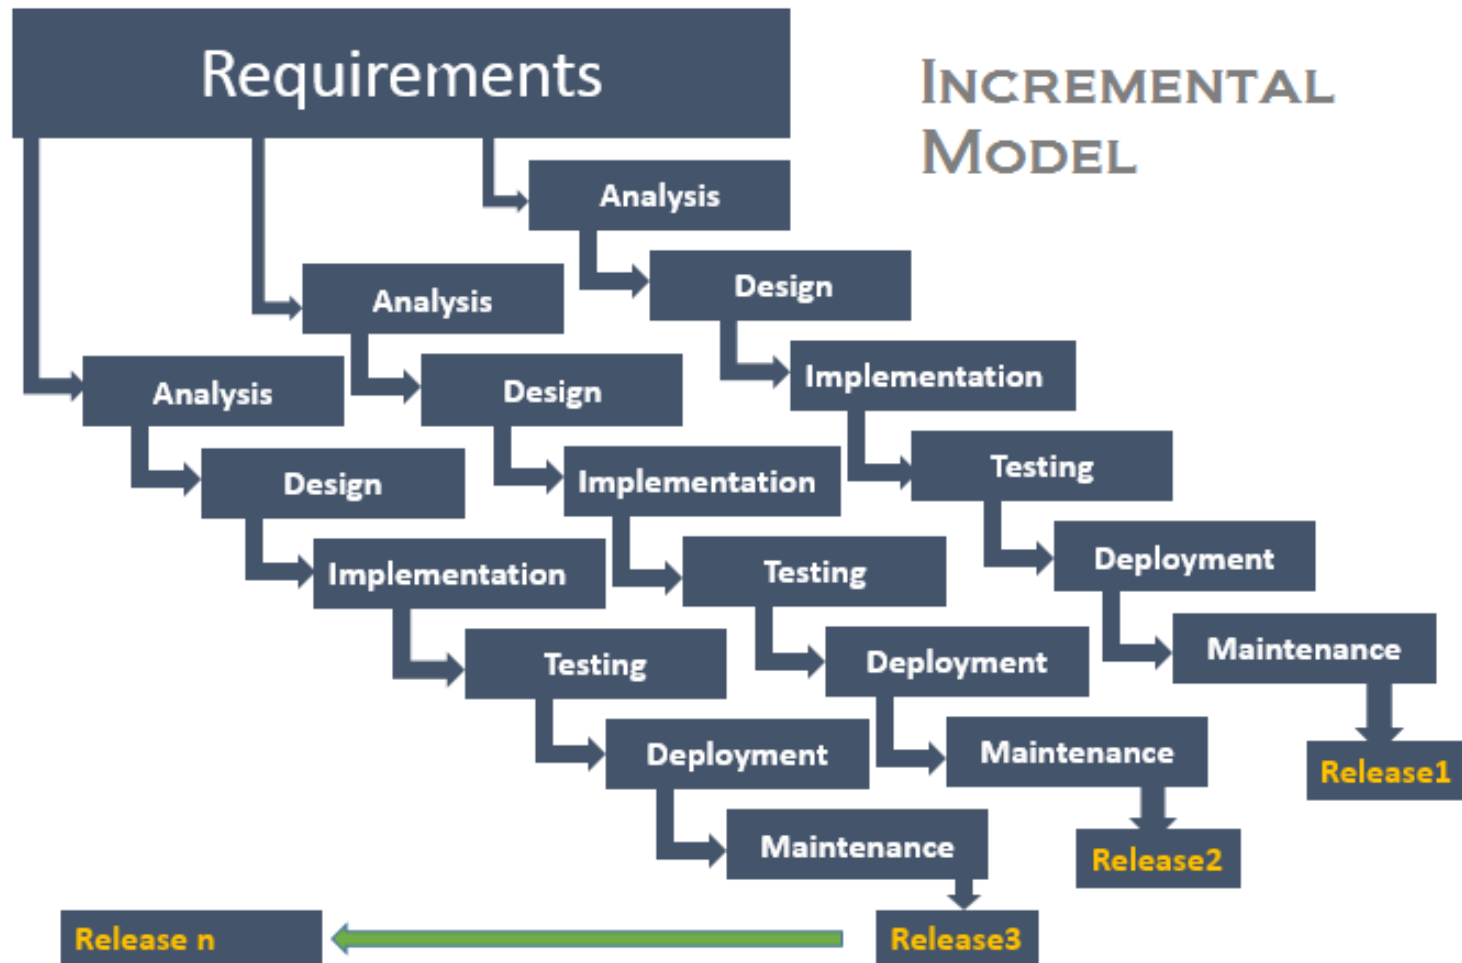 Requirements
INCREMENTAL
MODEL
Analysis
Design
Implementation
Testing
Deployment
Maintenance
Release1
Analysis
Design
Implementation
Testing
Deployment
Maintenance
Release2
Analysis
Design
Implementation
Testing
Deployment
Maintenance
Release3
Release n